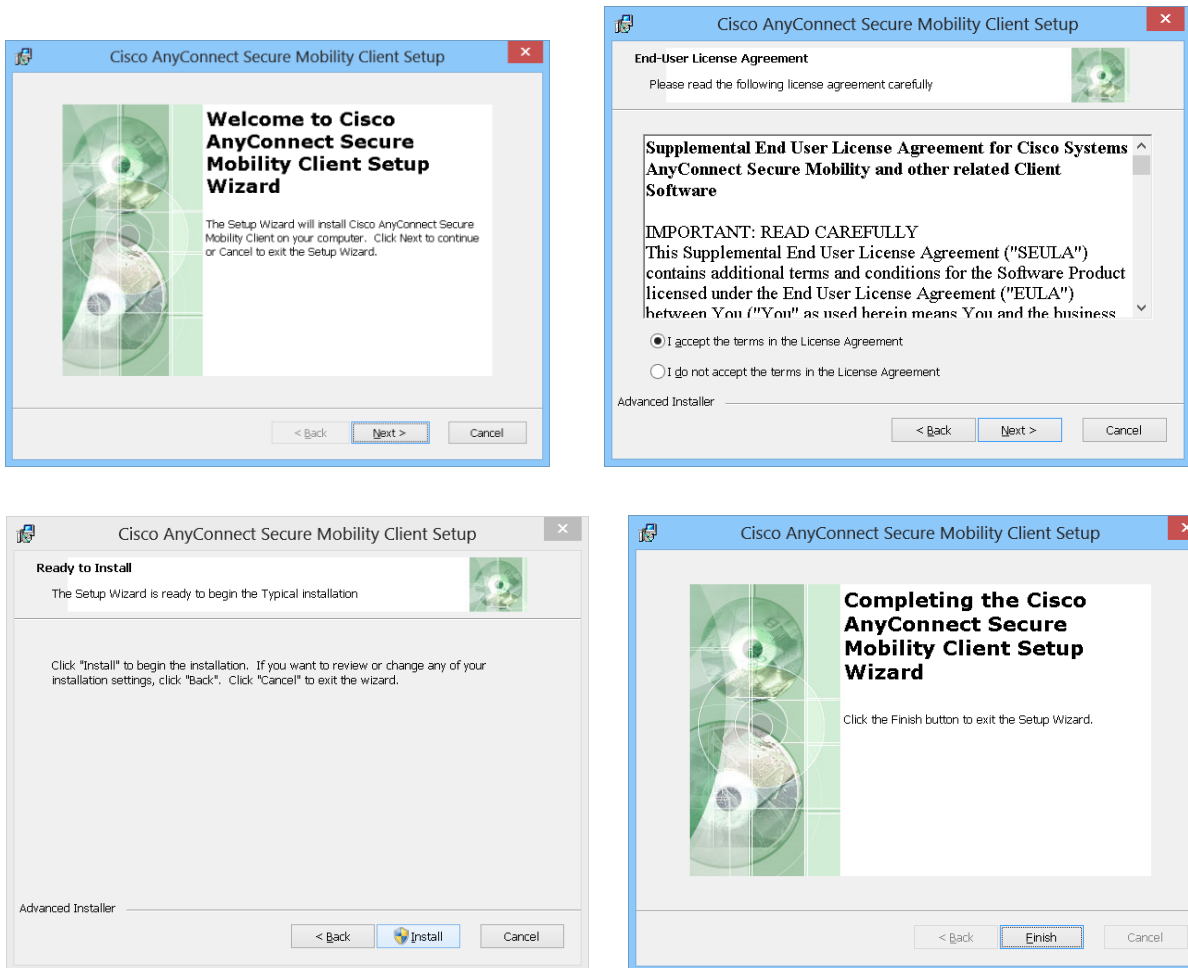 Cisco AnyConnect Secure Mobility Client Setup
Welcome to Cisco
AnyConnect Secure
Mobility Client Setup
Wizard
The Setup Wizard will install Cisco AnyConnect Secure
Mobility Client on your computer. Click Next to continue
or Cancel to exit the Setup Wizard.
< Back Next > Cancel
Cisco AnyConnect Secure Mobility Client Setup
End-User License Agreement
Please read the following license agreement carefully
Supplemental End User License Agreement for Cisco Systems
AnyConnect Secure Mobility and other related Client
Software
IMPORTANT: READ CAREFULLY
This Supplemental End User License Agreement ("SEULA")
contains additional terms and conditions for the Software Product
licensed under the End User License Agreement ("EULA")
between You ("You" as used herein means You and the business
I accept the terms in the License Agreement
I do not accept the terms in the License Agreement
Advanced Installer
< Back Next > Cancel
Cisco AnyConnect Secure Mobility Client Setup
Ready to Install
The Setup Wizard is ready to begin the Typical installation
Click "Install" to begin the installation. If you want to review or change any of your
installation settings, click "Back". Click "Cancel" to exit the wizard.
Advanced Installer
< Back Install Cancel
Cisco AnyConnect Secure Mobility Client Setup
Completing the Cisco
AnyConnect Secure
Mobility Client Setup
Wizard
Click the Finish button to exit the Setup Wizard.
< Back Finish Cancel